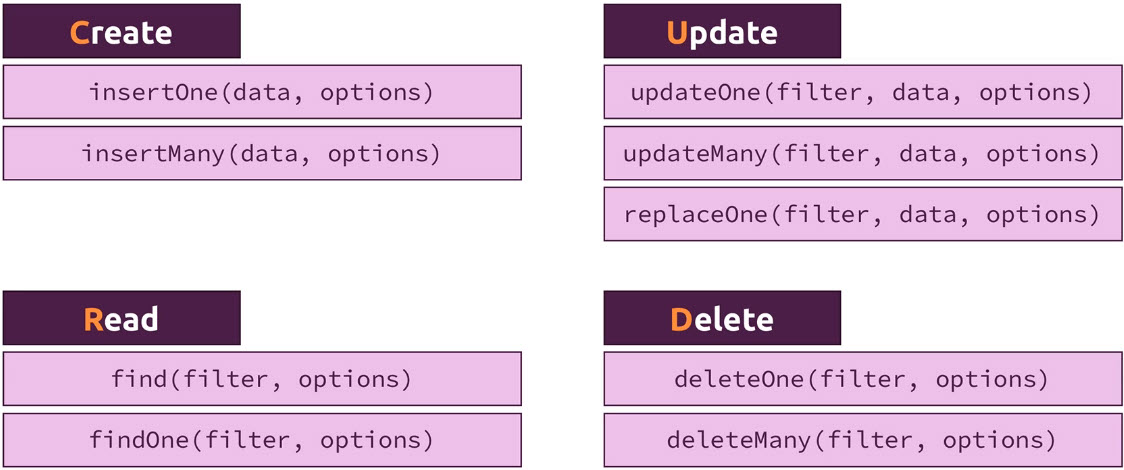 Create
insertOne(data, options)
insertMany(data, options)
Update
updateOne(filter, data, options)
updateMany(filter, data, options)
replaceOne(filter, data, options)
Read
find(filter, options)
findOne(filter, options)
Delete
deleteOne(filter, options)
deleteMany(filter, options)